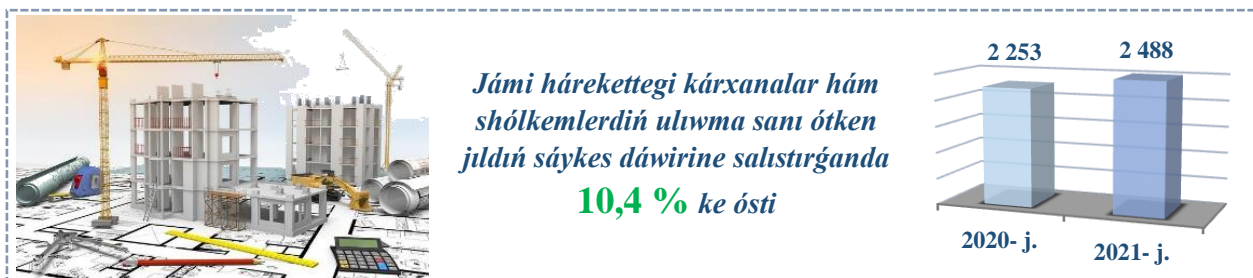 Jámi hárekettegi kárxanalar hám
shólkemlerdiń ulıwma sanı ótken
jıldıń sáykes dáwirine salıstırǵanda
10,4 % ke ósti
2 253
2 488
2020- j.
2021- j.